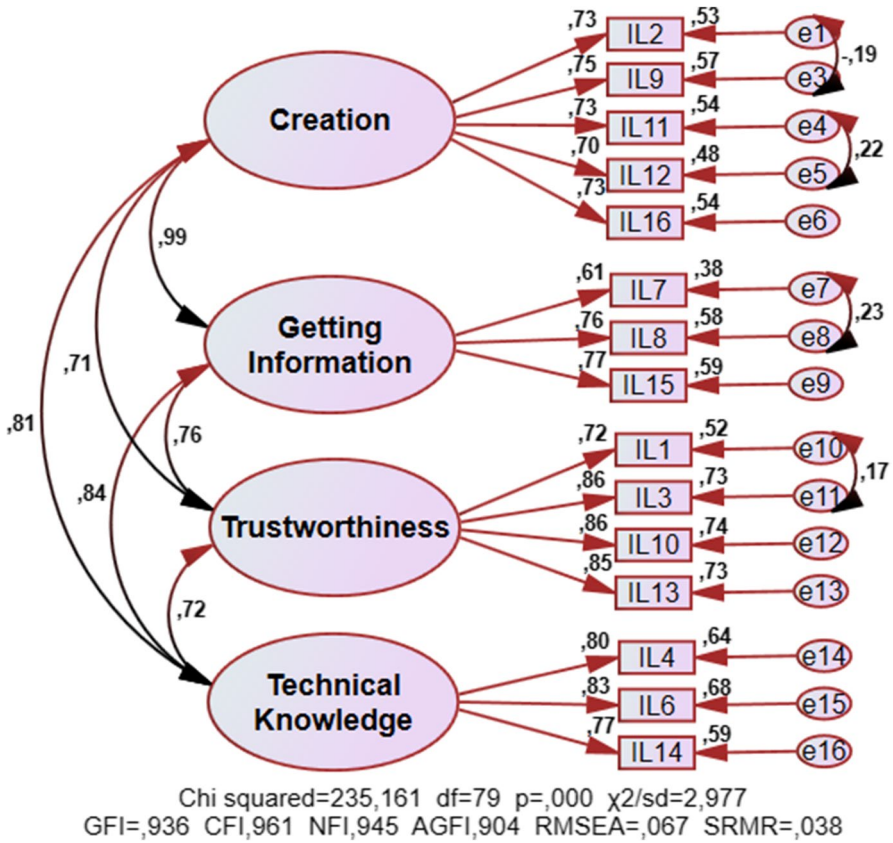 ,73 IL2 ,53 e1
-,19
,75 IL9 ,57 e3
Creation
,73 IL11 ,54 e4
,22
,70 IL12 ,48 e5
,73 IL16 ,54 e6
,99
,61 IL7 ,38 e7
,23
Getting
Information
,76 IL8 ,58 e8
,77 IL15 ,59 e9
,71
,81
,76
,84
,72 IL1 ,52 e10
,17
,86 IL3 ,73 e11
Trustworthiness
,86 IL10 ,74 e12
,85 IL13 ,73 e13
,72
,80 IL4 ,64 e14
Technical
Knowledge
,83 IL6 ,68 e15
,77 IL14 ,59 e16
Chi squared=235,161 df=79 p=,000 χ2/sd=2,977
GFI=,936 CFI,961 NFI,945 AGFI,904 RMSEA=,067 SRMR=,038